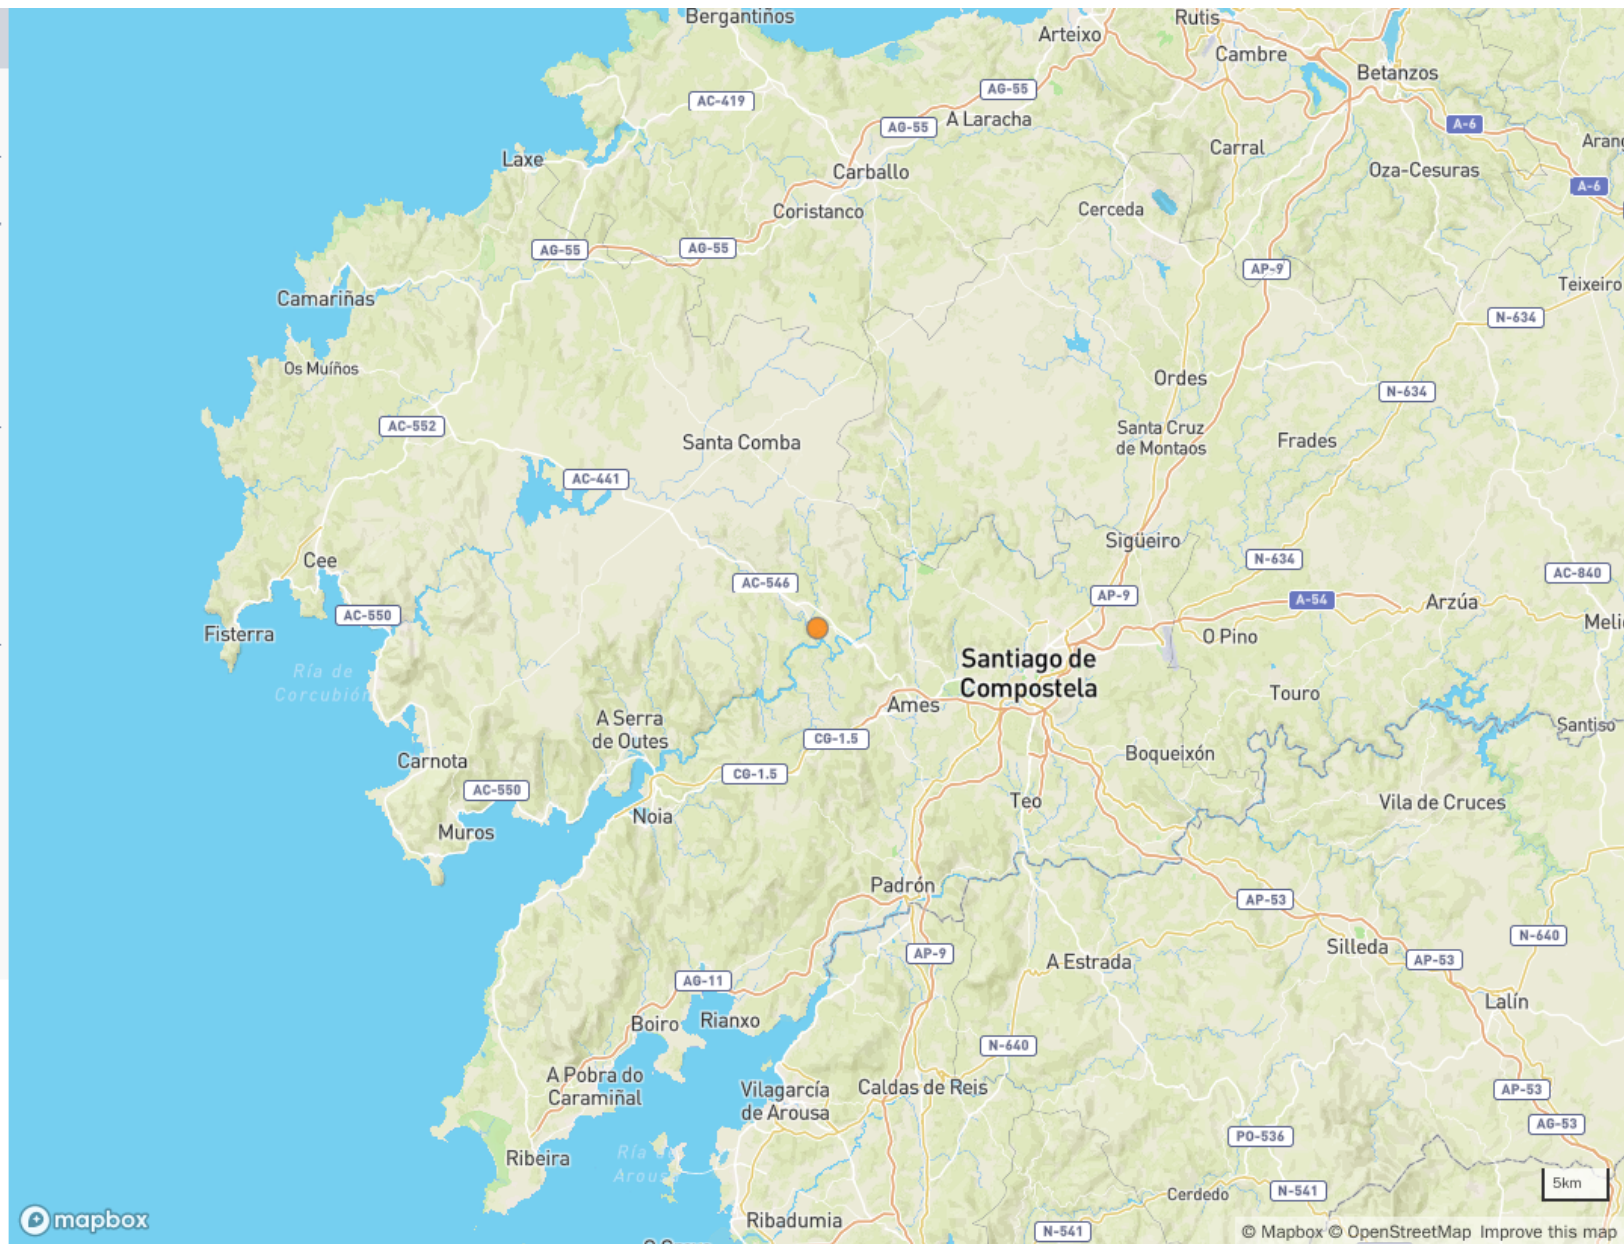 Bergantiños
Rutis
Arteixo
Cambre
Betanzos
AG-55
AC-419
A Laracha
AG-55
A-6
Carral
Laxe
Carballo
Oza-Cesuras
A-6
Coristanco
Cerceda
AG-55
AG-55
AP-9
Camariñas
Teixeiro
N-634
Os Muíños
Ordes
N-634
AC-552
Santa Cruz
de Montaos
Frades
Santa Comba
AC-441
Sigüeiro
Cee
N-634
AC-840
AC-546
AP-9
A-54
Arzúa
AC-550
Fisterra
O Pino
Santiago de
Compostela
Ría de
Corcubión
Touro
Ames
A Serra
de Outes
Santiso
CG-1.5
Boqueixón
Carnota
CG-1.5
AC-550
Teo
Vila de Cruces
Noia
Muros
Padrón
AP-53
N-640
Silleda
AP-9
A Estrada
AP-53
AG-11
Lalín
Rianxo
Boiro
N-640
A Pobra do
Caramiñal
Vilagarcía
de Arousa
Caldas de Reis
AP-53
AG-53
PO-536
Ribeira
5km
Cerdedo
N-541
mapbox
Ribadumia
N-541
© Mapbox © OpenStreetMap Improve this map